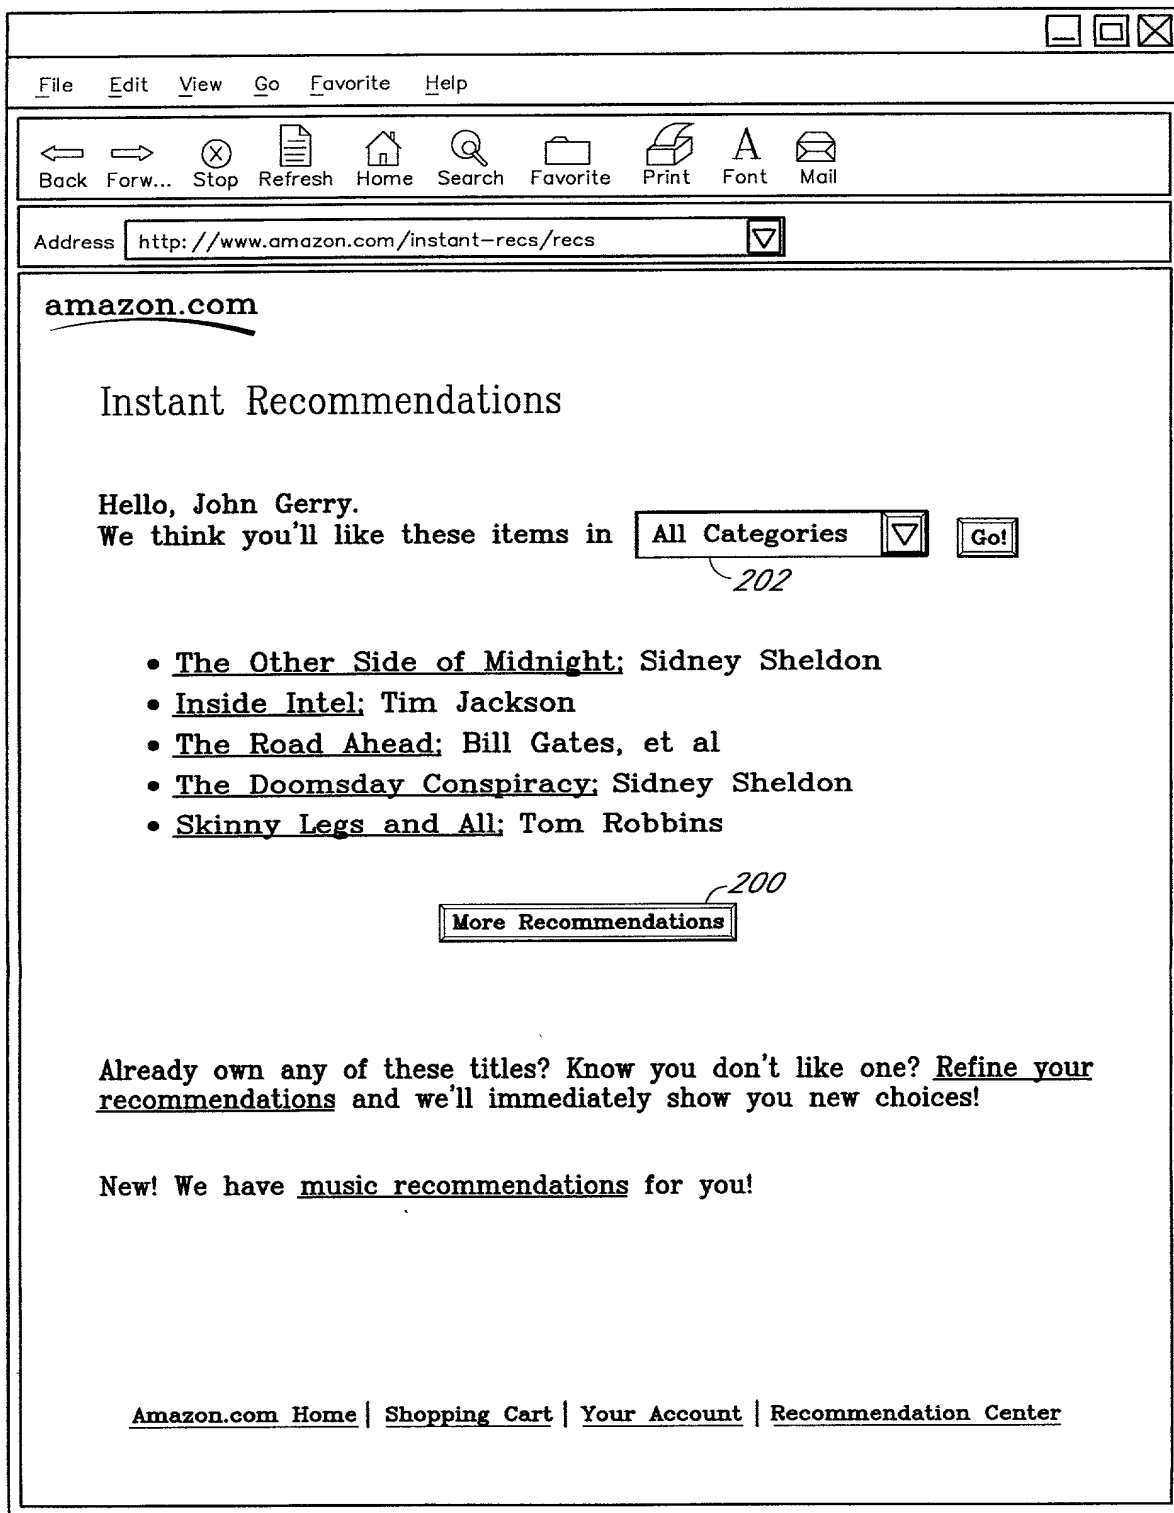 File Edit View Go Favorite Help
Back Forw... Stop Refresh Home Search Favorite Print Font Mail
Address http://www.amazon.com/instant-recs/recs
amazon.com
Instant Recommendations
Hello, John Gerry.
We think you'll like these items in All Categories Go!
202
• The Other Side of Midnight; Sidney Sheldon
• Inside Intel; Tim Jackson
• The Road Ahead; Bill Gates, et al
• The Doomsday Conspiracy; Sidney Sheldon
• Skinny Legs and All; Tom Robbins
200
More Recommendations
Already own any of these titles? Know you don't like one? Refine your
recommendations and we'll immediately show you new choices!
New! We have music recommendations for you!
Amazon.com Home | Shopping Cart | Your Account | Recommendation Center